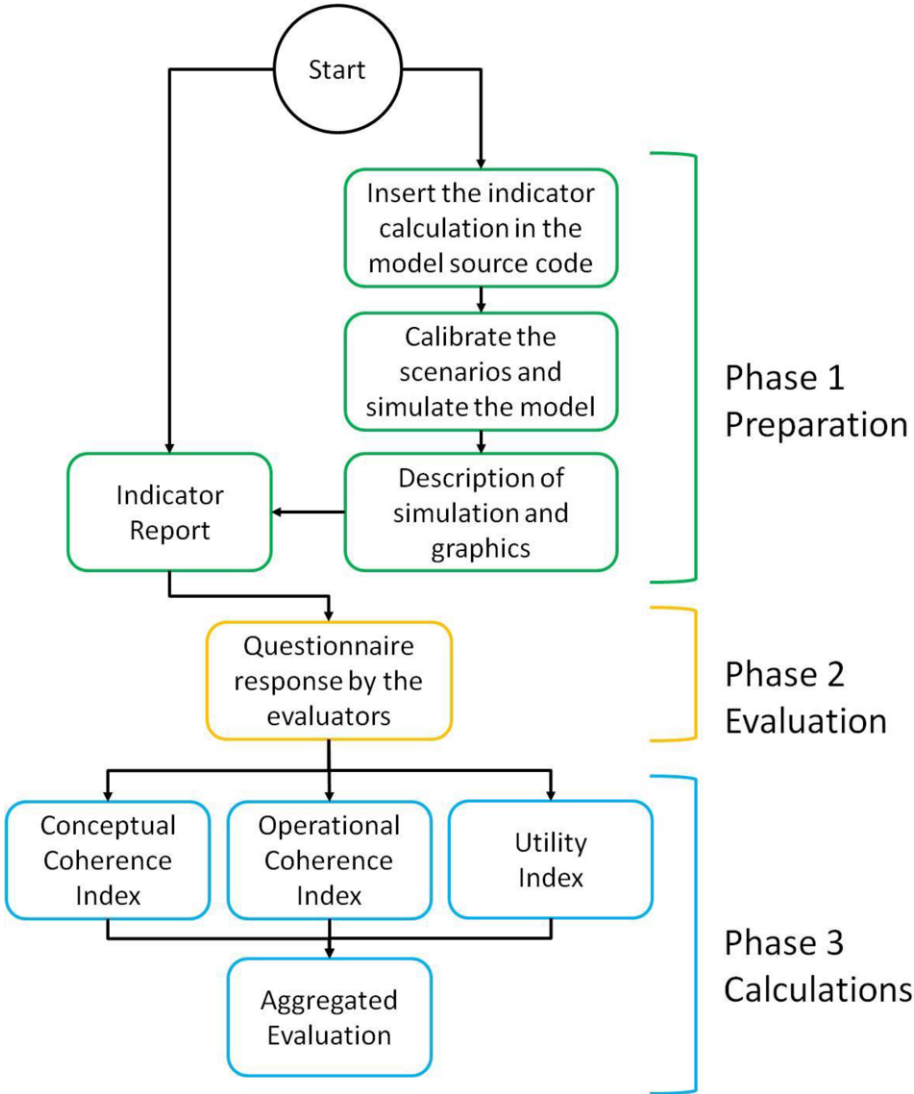 Start
Insert the indicator
calculation in the
model source code
Calibrate the
scenarios and
simulate the model
Phase 1
Preparation
Indicator
Report
Description of
simulation and
graphics
Questionnaire
response by the
evaluators
Phase 2
Evaluation
Conceptual
Coherence
Index
Operational
Coherence
Index
Utility
Index
Phase 3
Calculations
Aggregated
Evaluation